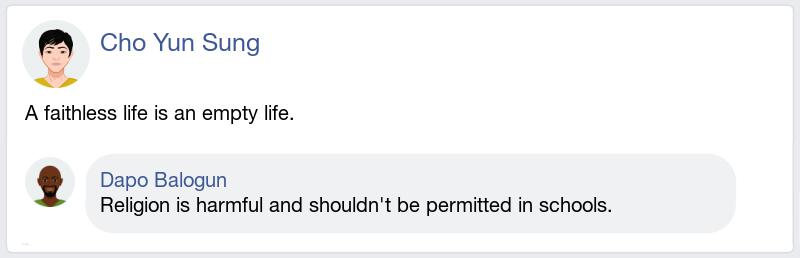 Cho Yun Sung
A faithless life is an empty life.
Dapo Balogun
Religion is harmful and shouldn't be permitted in schools.